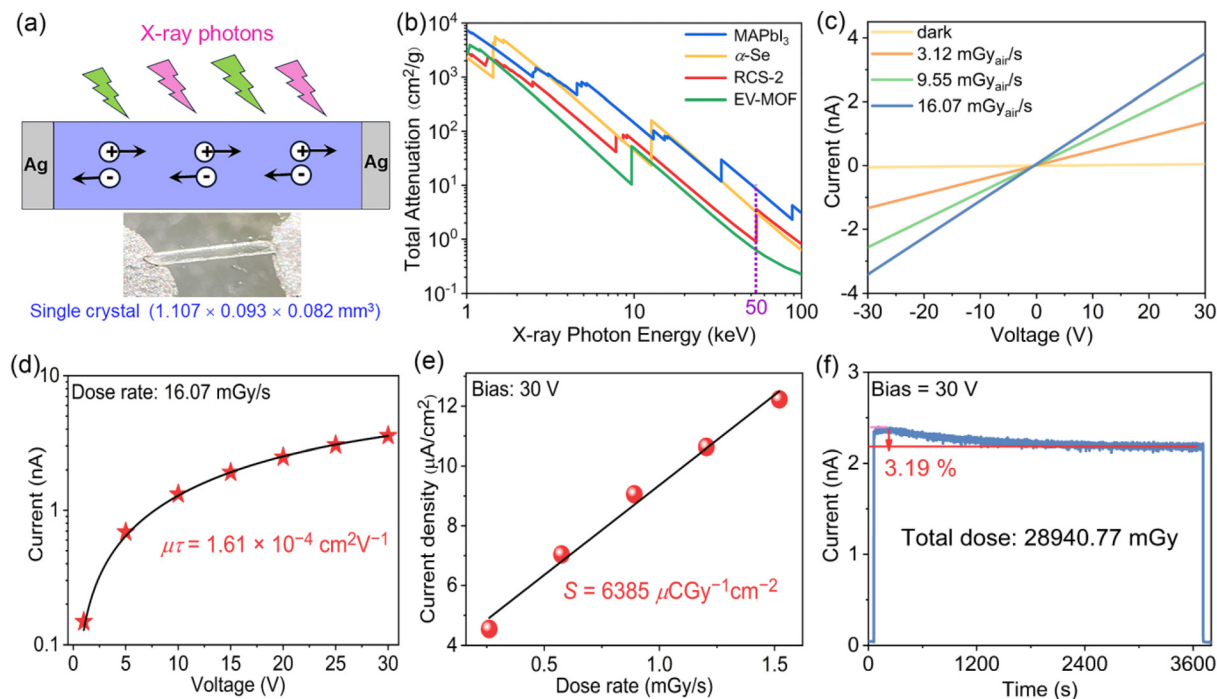 (a)
X-ray photons
Ag
+ + +
- - -
Ag
Single crystal (1.107 × 0.093 × 0.082 mm³)
(b)
Total Attenuation (cm²/g)
10⁴
10³
10²
10¹
10⁰
10⁻¹
MAPbI₃
α-Se
RCS-2
EV-MOF
1 10 50 100
X-ray Photon Energy (keV)
(c)
Current (nA)
4
2
0
-2
-4
dark
3.12 mGyₐᵢᵣ/s
9.55 mGyₐᵢᵣ/s
16.07 mGyₐᵢᵣ/s
-30 -20 -10 0 10 20 30
Voltage (V)
(d)
Current (nA)
10
1
0.1
Dose rate: 16.07 mGy/s
μτ = 1.61 × 10⁻⁴ cm²V⁻¹
0 5 10 15 20 25 30
Voltage (V)
(e)
Current density (μA/cm²)
12
10
8
6
4
Bias: 30 V
S = 6385 μCGy⁻¹cm⁻²
0.5 1.0 1.5
Dose rate (mGy/s)
(f)
Current (nA)
3
2
1
0
Bias = 30 V
3.19 %
Total dose: 28940.77 mGy
0 1200 2400 3600
Time (s)